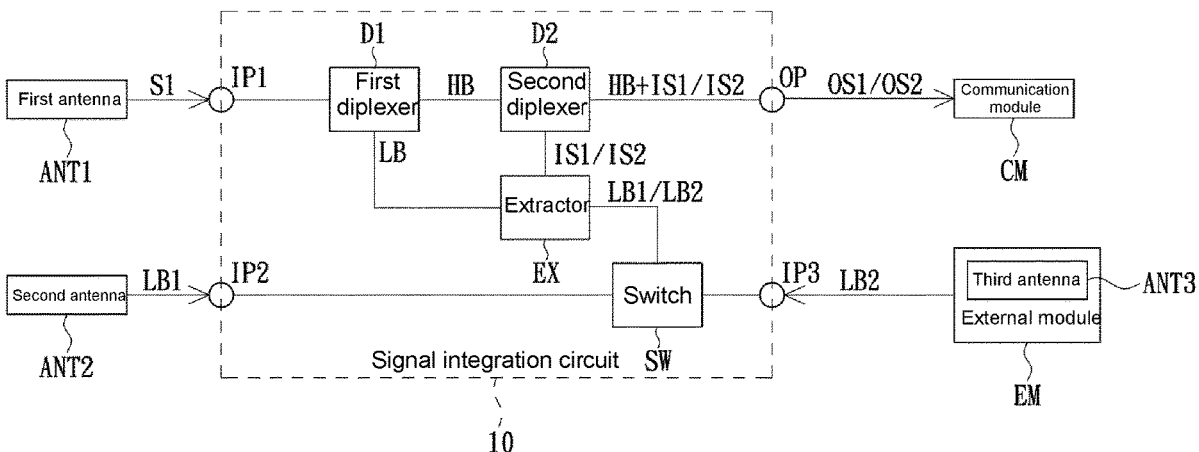 D1
D2
S1
IP1
First antenna
First
diplexer
HB
Second
diplexer
HB+IS1/IS2
OP
OS1/OS2
Communication
module
ANT1
LB
IS1/IS2
CM
Extractor
LB1/LB2
EX
Second antenna
LB1
IP2
Switch
IP3
LB2
Third antenna
External module
ANT3
ANT2
Signal integration circuit
SW
EM
10